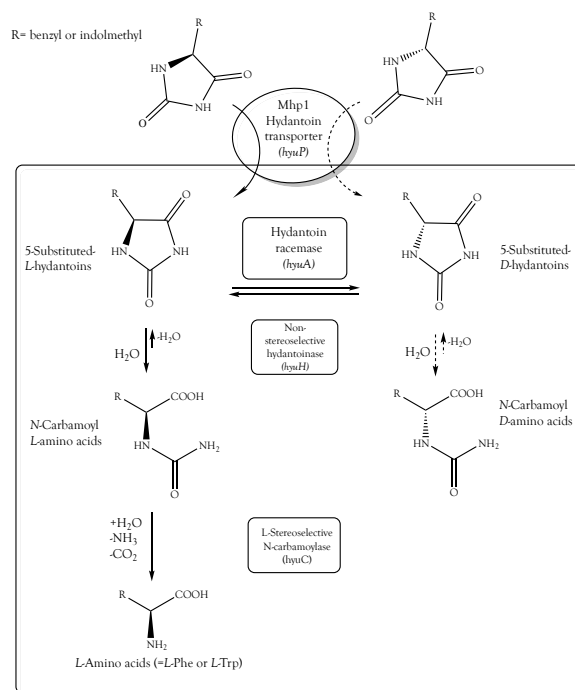 R= benzyl or indolmethyl
R
HN
O
NH
O
R
HN
O
NH
O
Mhp1
Hydantoin
transporter
(hyuP)
R
O
HN
NH
O
5-Substituted-
L-hydantoins
Hydantoin
racemase
(hyuA)
R
O
HN
NH
O
5-Substituted-
D-hydantoins
H2O
-H2O
Non-
stereoselective
hydantoinase
(hyuH)
H2O
-H2O
N-Carbamoyl
L-amino acids
R
COOH
HN
NH2
O
R
COOH
HN
NH2
O
N-Carbamoyl
D-amino acids
+H2O
-NH3
-CO2
L-Stereoselective
N-carbamoylase
(hyuC)
R
COOH
NH2
L-Amino acids (=L-Phe or L-Trp)